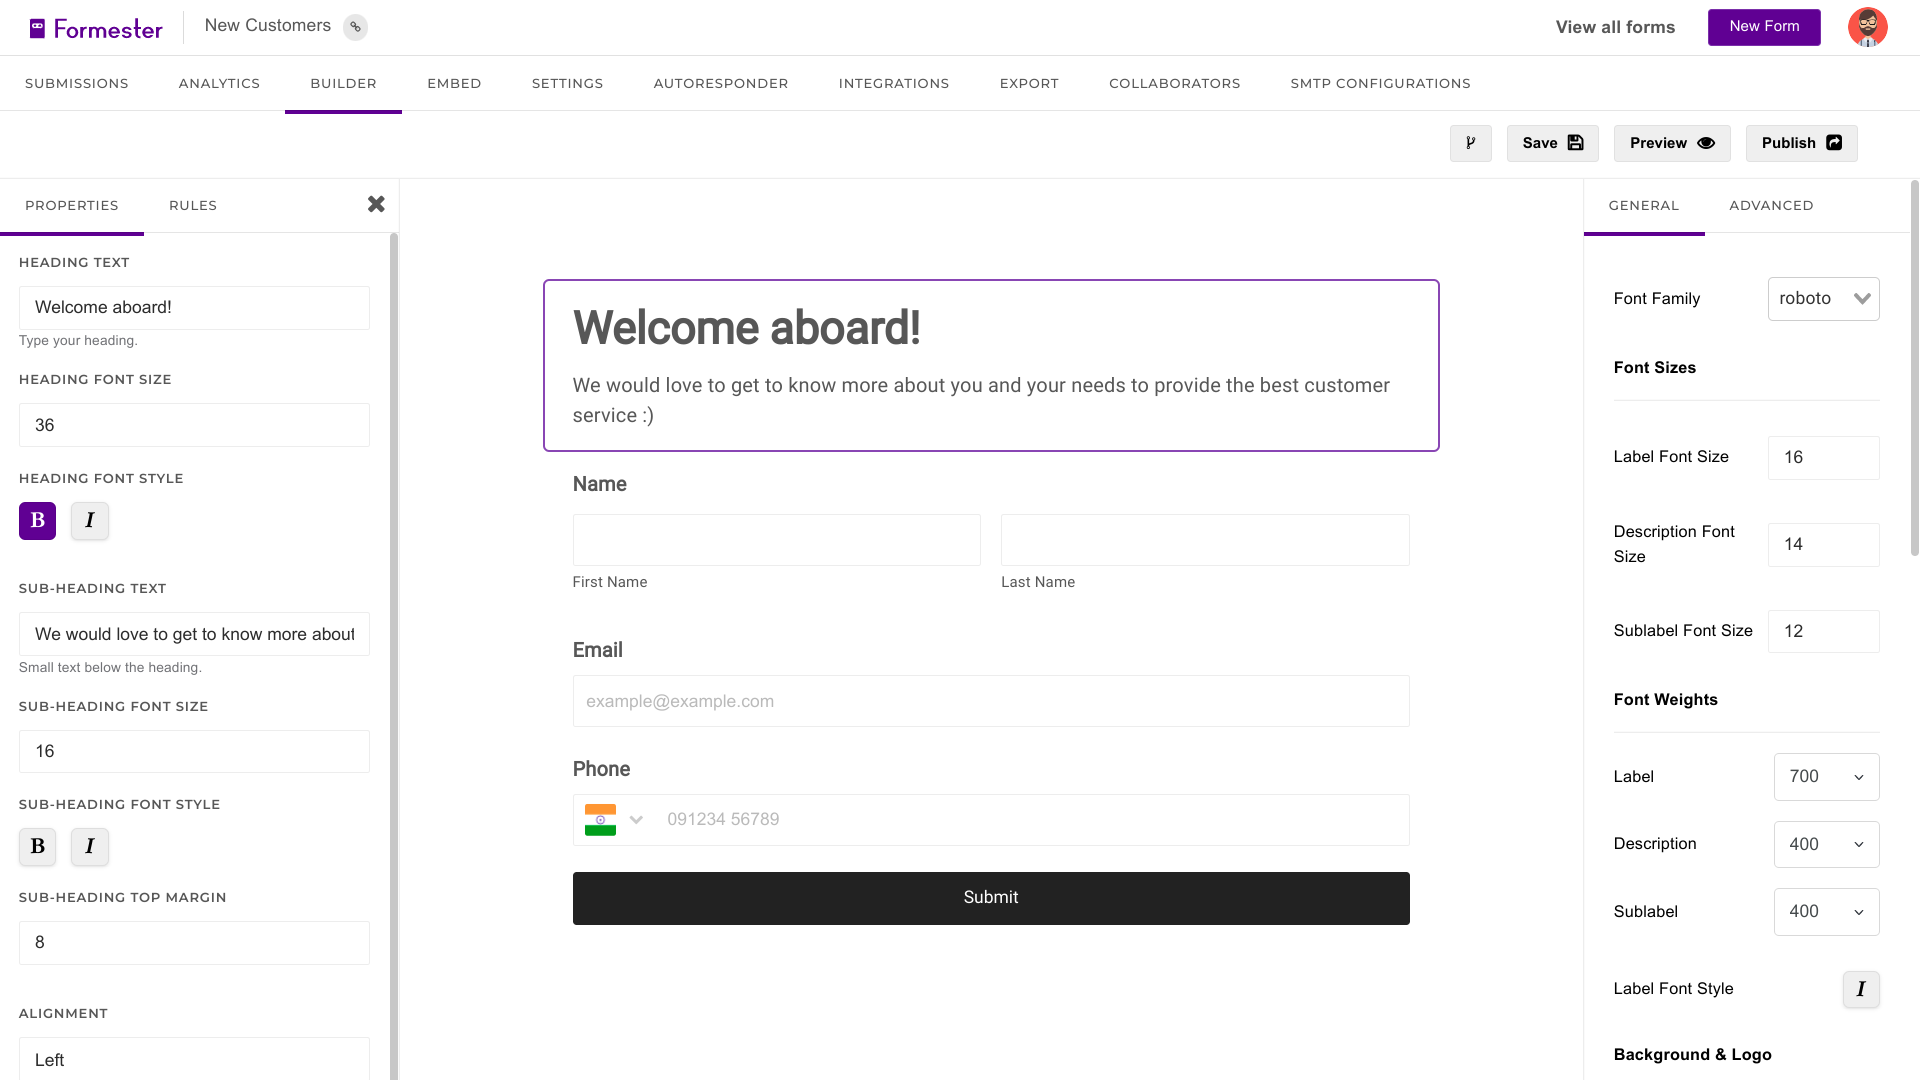 Formester
New Customers
View all forms
New Form
SUBMISSIONS
ANALYTICS
BUILDER
EMBED
SETTINGS
AUTORESPONDER
INTEGRATIONS
EXPORT
COLLABORATORS
SMTP CONFIGURATIONS
Save
Preview
Publish
PROPERTIES
RULES
HEADING TEXT
Welcome aboard!
Type your heading.
HEADING FONT SIZE
36
HEADING FONT STYLE
B
I
SUB-HEADING TEXT
We would love to get to know more about
Small text below the heading.
SUB-HEADING FONT SIZE
16
SUB-HEADING FONT STYLE
B
I
SUB-HEADING TOP MARGIN
8
ALIGNMENT
Left
Welcome aboard!
We would love to get to know more about you and your needs to provide the best customer
service :)
Name
First Name
Last Name
Email
example@example.com
Phone
091234 56789
Submit
GENERAL
ADVANCED
Font Family
roboto
Font Sizes
Label Font Size
16
Description Font
Size
14
Sublabel Font Size
12
Font Weights
Label
700
Description
400
Sublabel
400
Label Font Style
I
Background & Logo